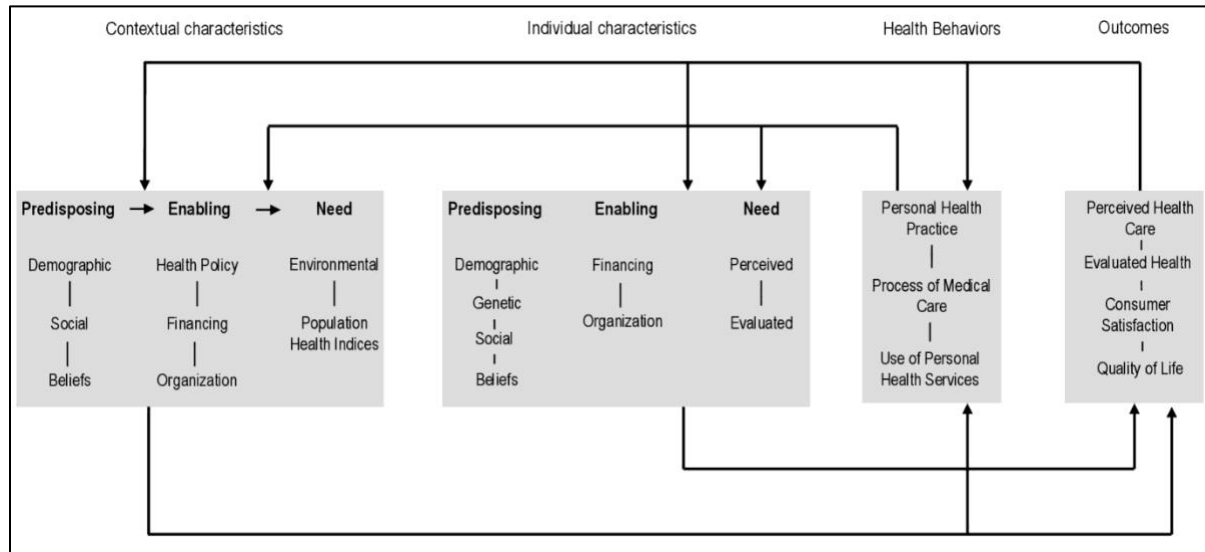 Contextual characteristics
Individual characteristics
Health Behaviors
Outcomes
Predisposing
Enabling
Need
Demographic
Social
Beliefs
Health Policy
Financing
Organization
Environmental
Population
Health Indices
Predisposing
Enabling
Need
Demographic
Genetic
Social
Beliefs
Financing
Organization
Perceived
Evaluated
Personal Health
Practice
Process of Medical
Care
Use of Personal
Health Services
Perceived Health
Care
Evaluated Health
Consumer
Satisfaction
Quality of Life